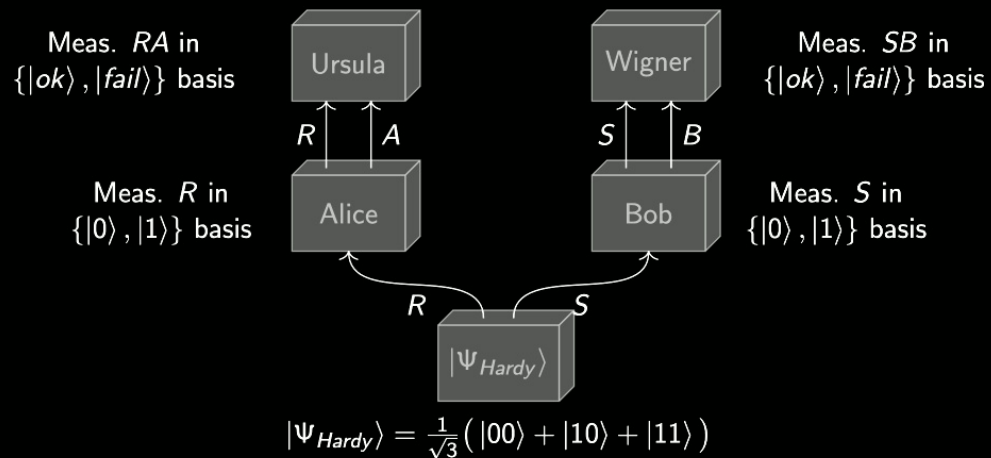 Meas. RA in
{|ok⟩, |fail⟩} basis
Ursula
Wigner
Meas. SB in
{|ok⟩, |fail⟩} basis
R
A
S
B
Meas. R in
{|0⟩, |1⟩} basis
Alice
Bob
Meas. S in
{|0⟩, |1⟩} basis
R
S
|Ψ_Hardy⟩
|Ψ_Hardy⟩ = 1/√3 (|00⟩ + |10⟩ + |11⟩)